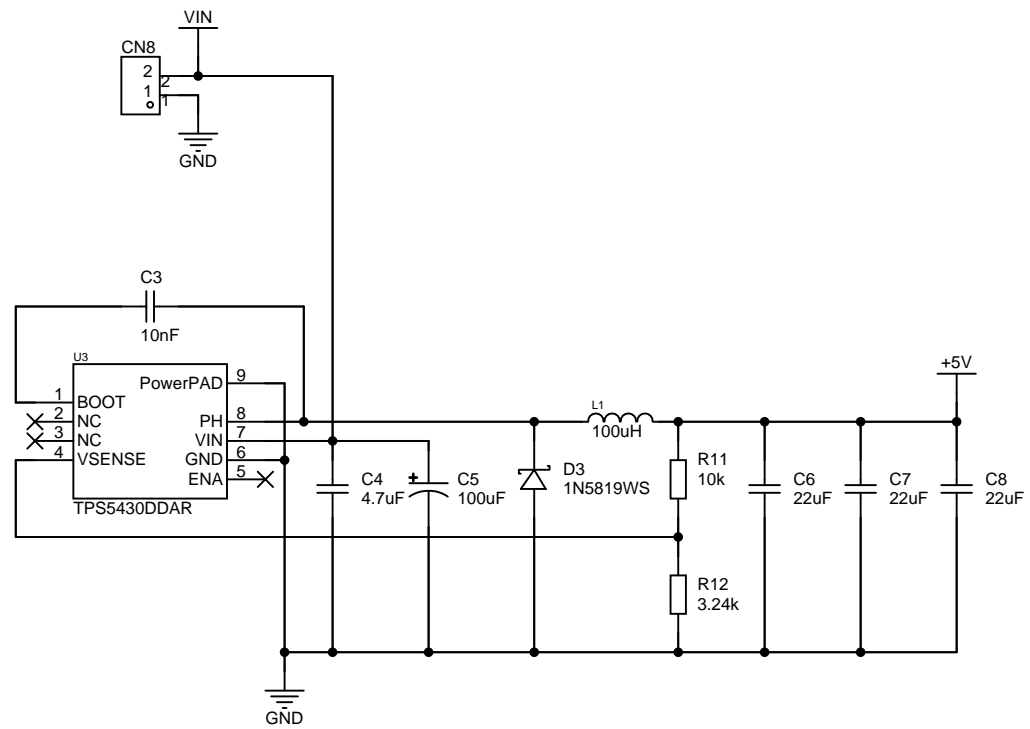 VIN
CN8
2
2
1
1
GND
C3
10nF
U3
PowerPAD 9
1 BOOT
2 NC
PH 8
3 NC
VIN 7
4 VSENSE
GND 6
ENA 5
TPS5430DDAR
+5V
L1
100uH
C4
4.7uF
C5
100uF
+
D3
1N5819WS
R11
10k
C6
22uF
C7
22uF
C8
22uF
R12
3.24k
GND